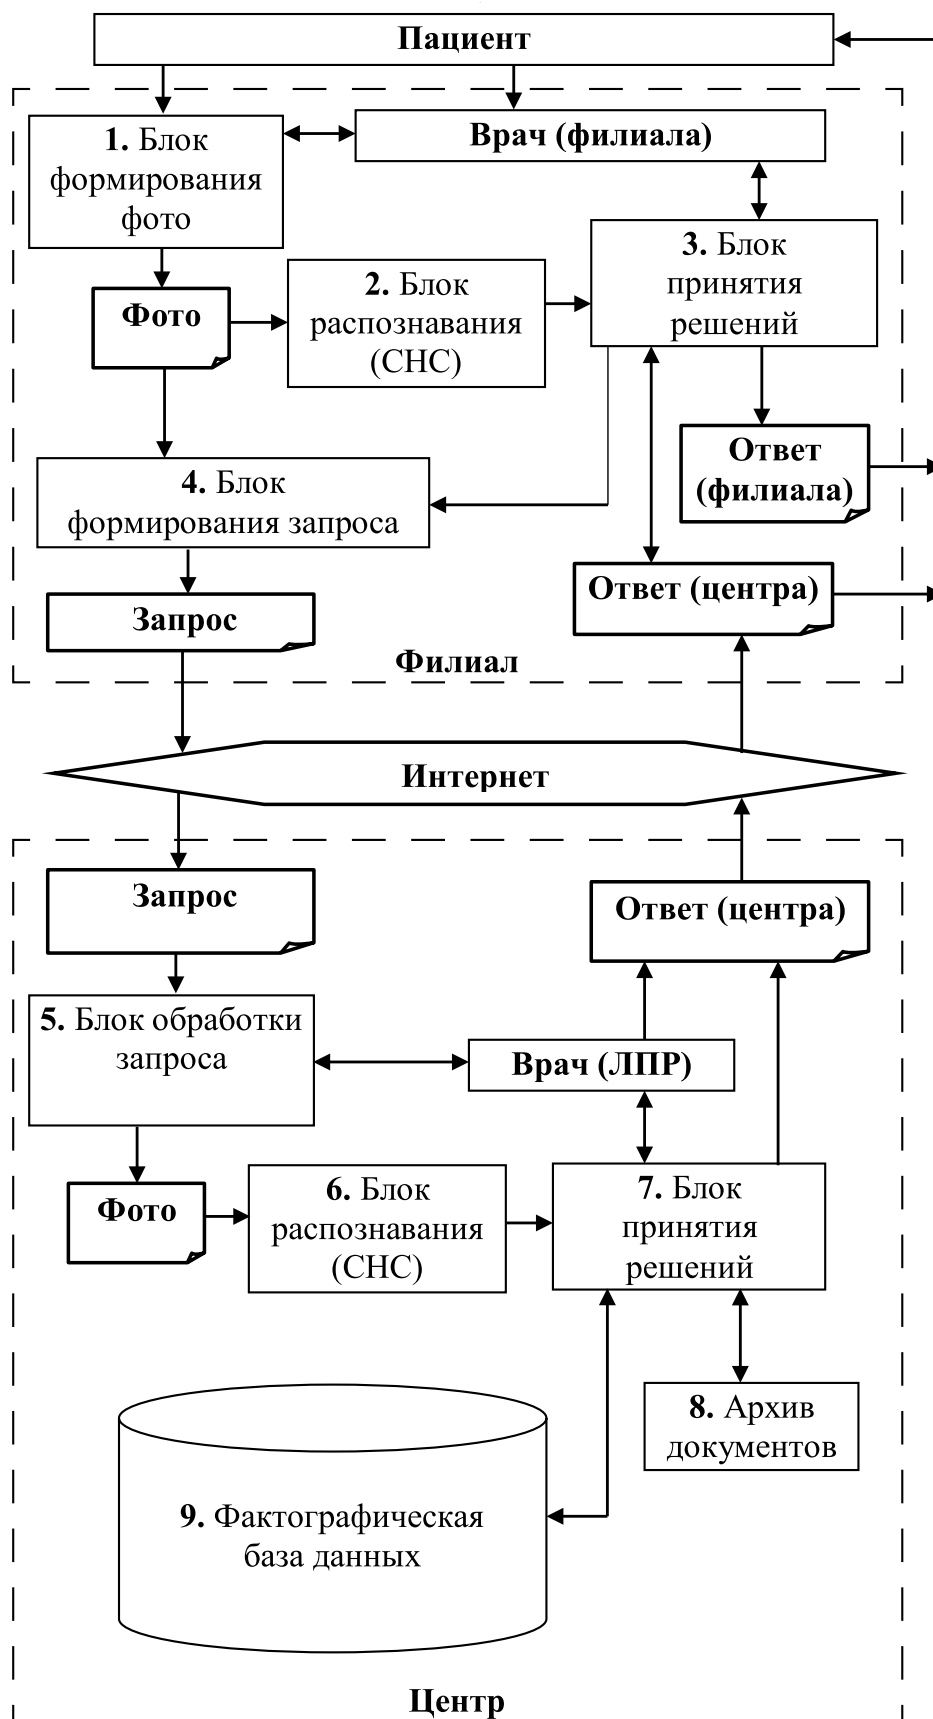 Пациент
1. Блок
формирования
фото
Врач (филиала)
3. Блок
принятия
решений
2. Блок
распознавания
(СНС)
Фото
Ответ
(филиала)
4. Блок
формирования запроса
Ответ (центра)
Запрос
Филиал
Интернет
Запрос
Ответ (центра)
5. Блок обработки
запроса
Врач (ЛПР)
Фото
6. Блок
распознавания
(СНС)
7. Блок
принятия
решений
8. Архив
документов
9. Фактографическая
база данных
Центр